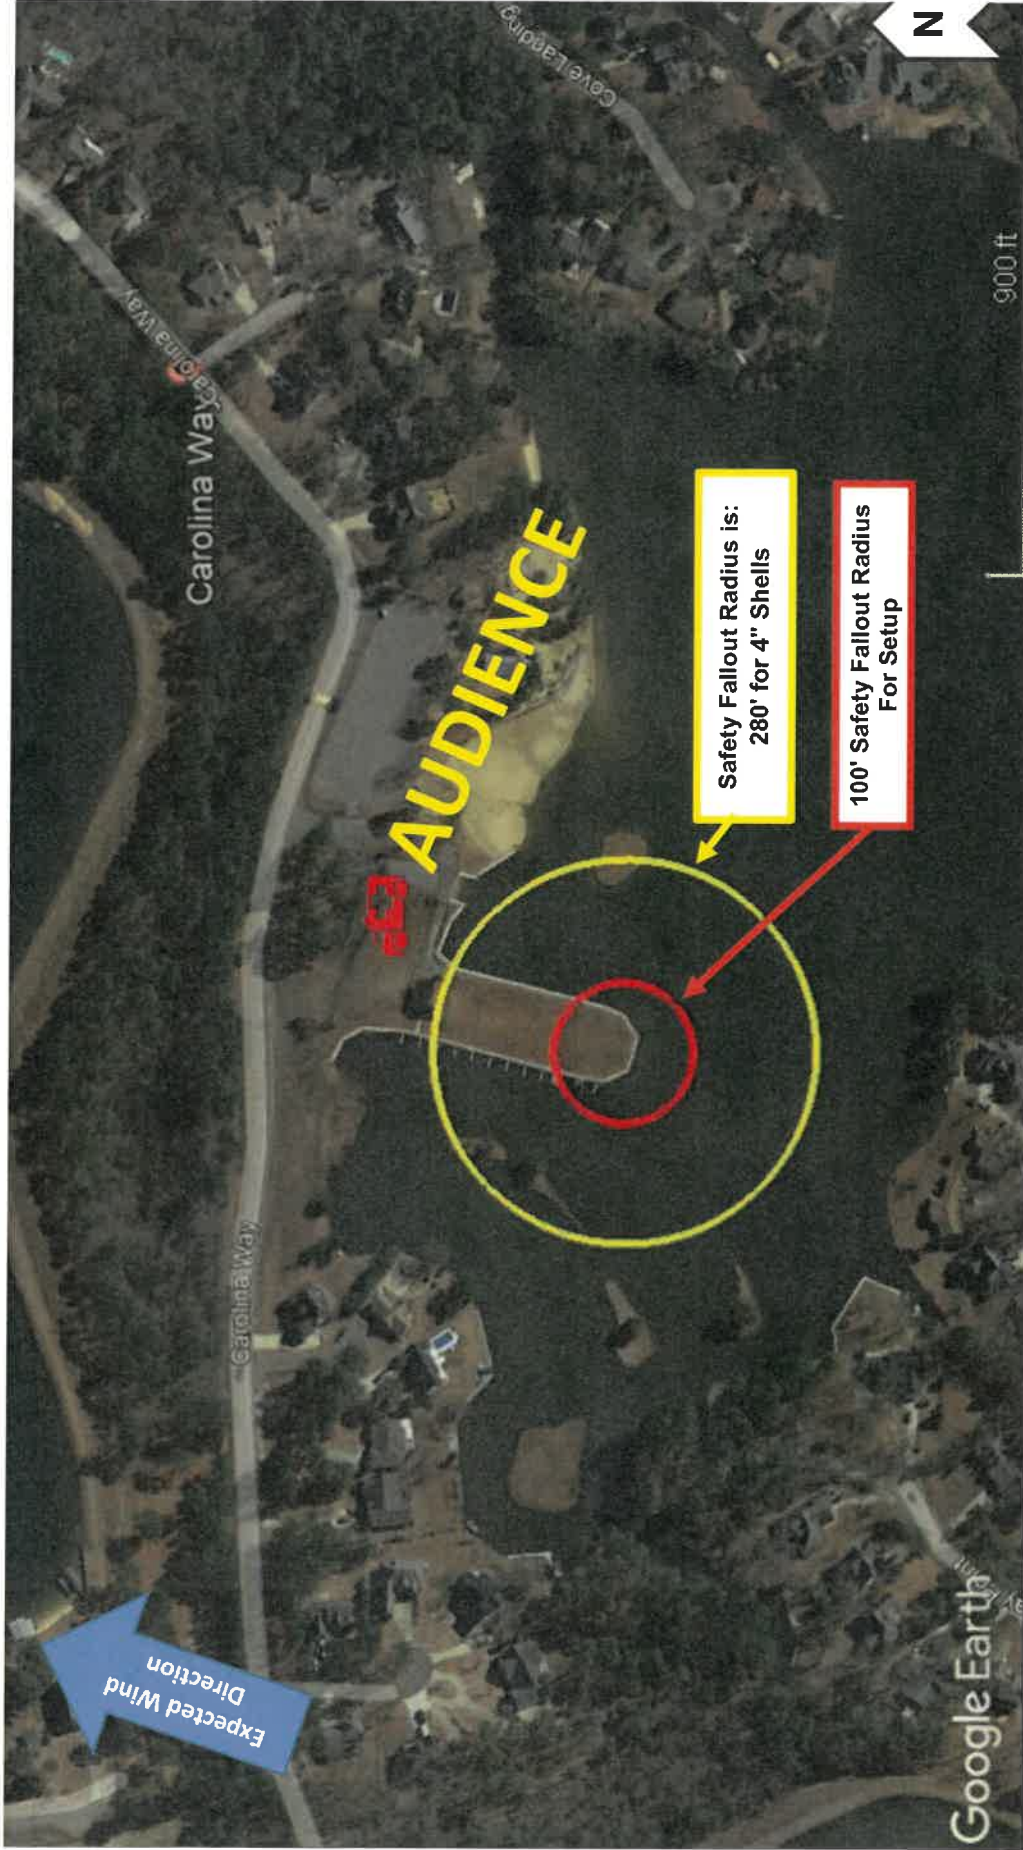 Carolina Way
Carolina Way
Carolina Way
Cove Landing
AUDIENCE
Safety Fallout Radius is:
280' for 4" Shells
100' Safety Fallout Radius
For Setup
Expected Wind
Direction
N
900 ft
Google Earth